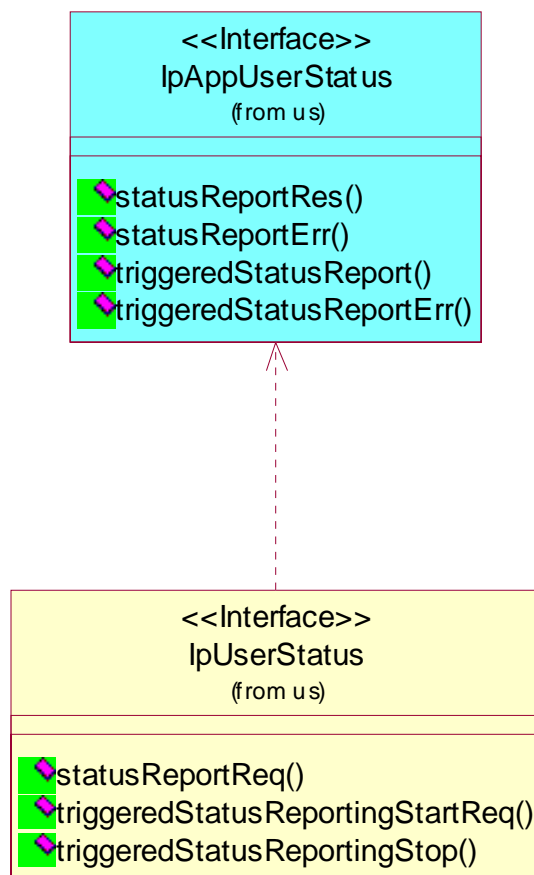 <<Interface>>
IpAppUserStatus
(from us)
statusReportRes()
statusReportErr()
triggeredStatusReport()
triggeredStatusReportErr()
<<Interface>>
IpUserStatus
(from us)
statusReportReq()
triggeredStatusReportingStartReq()
triggeredStatusReportingStop()